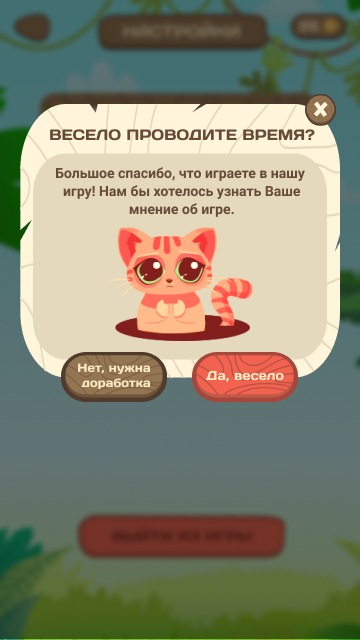 НАСТРОЙКИ
ВЕСЕЛО ПРОВОДИТЕ ВРЕМЯ?
Большое спасибо, что играете в нашу
игру! Нам бы хотелось узнать Ваше
мнение об игре.
Нет, нужна
доработка
Да, весело
ВЫЙТИ ИЗ ИГРЫ